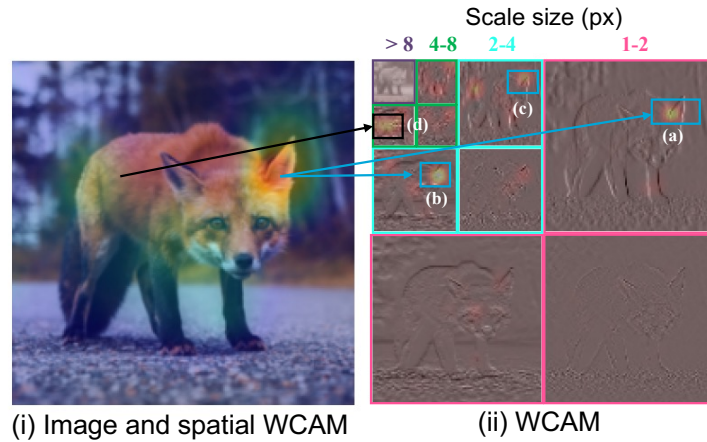 Scale size (px)
> 8 4-8 2-4 1-2
(c)
(d)
(a)
(b)
(i) Image and spatial WCAM
(ii) WCAM